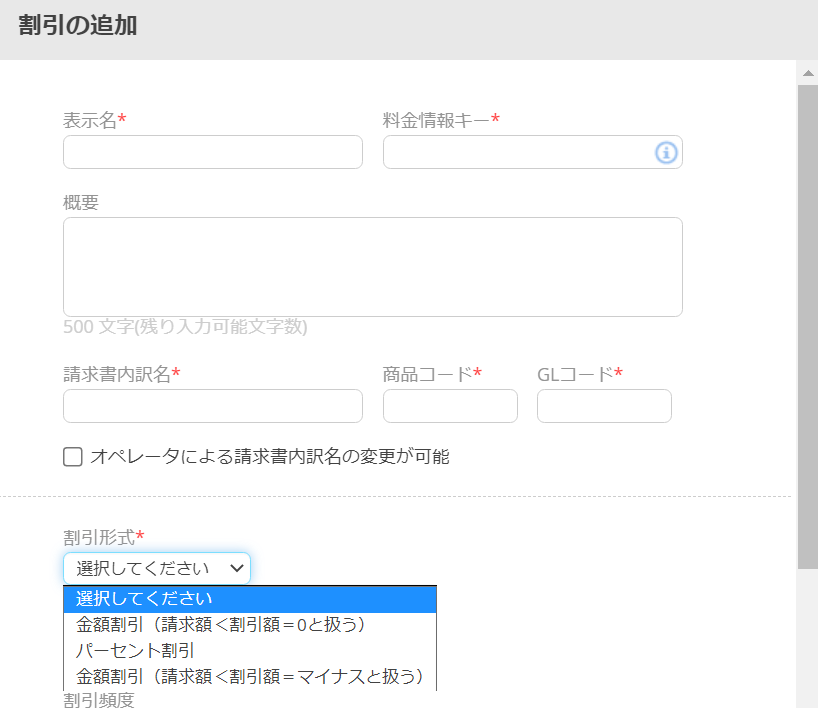 割引の追加
表示名* 料金情報キー*
概要
500 文字(残り入力可能文字数)
請求書内訳名* 商品コード* GLコード*
オペレータによる請求書内訳名の変更が可能
割引形式*
選択してください
選択してください
金額割引（請求額＜割引額＝0と扱う）
パーセント割引
金額割引（請求額＜割引額＝マイナスと扱う）
割引頻度